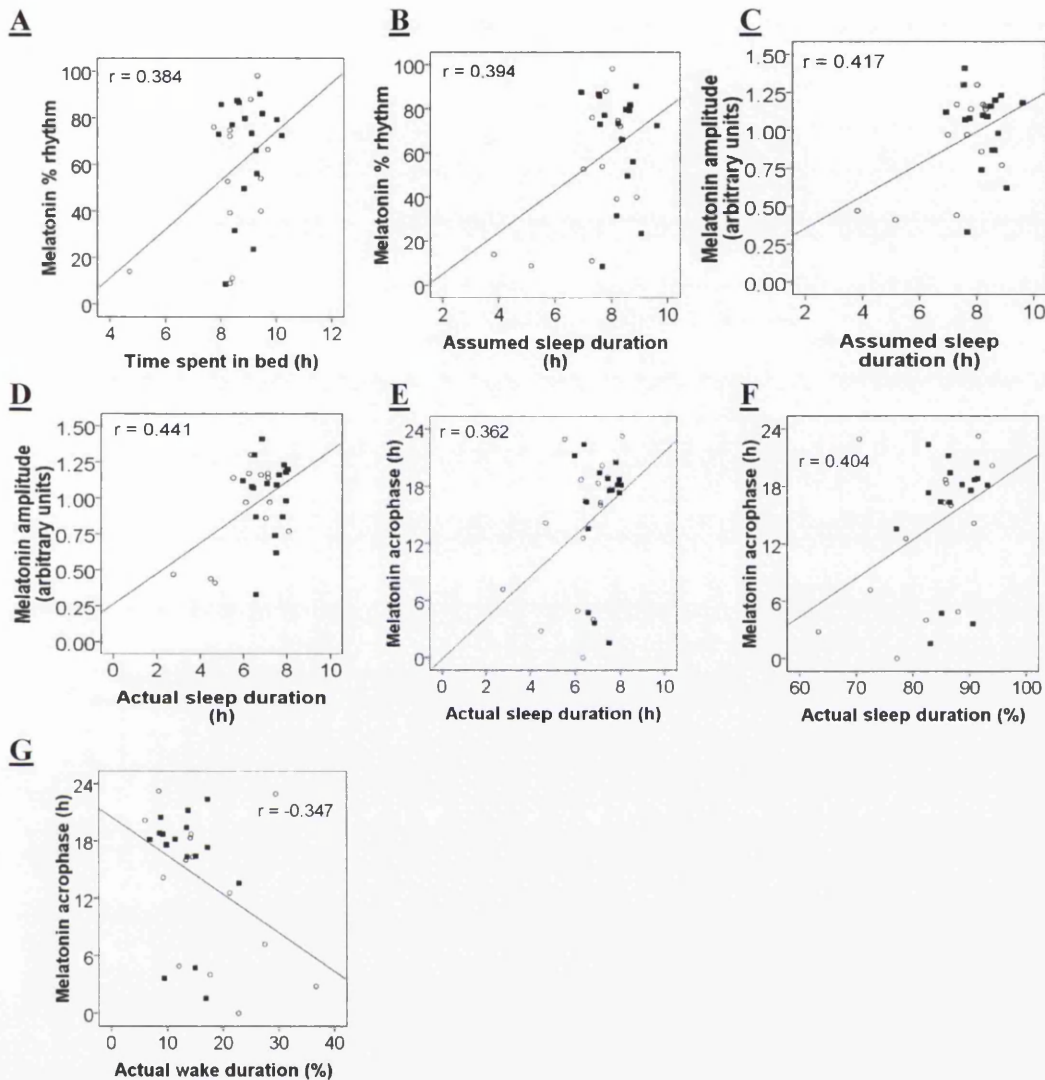 A
r = 0.384
Melatonin % rhythm
100
80
60
40
20
0
4 6 8 10 12
Time spent in bed (h)
B
r = 0.394
Melatonin % rhythm
100
80
60
40
20
0
2 4 6 8 10
Assumed sleep duration
(h)
C
r = 0.417
Melatonin amplitude
(arbitrary units)
1.50
1.25
1.00
0.75
0.50
0.25
0.00
2 4 6 8 10
Assumed sleep
duration (h)
D
r = 0.441
Melatonin amplitude
(arbitrary units)
1.50
1.25
1.00
0.75
0.50
0.25
0.00
0 2 4 6 8 10
Actual sleep duration
(h)
E
r = 0.362
Melatonin acrophase (h)
24
18
12
6
0
0 2 4 6 8 10
Actual sleep duration (h)
F
r = 0.404
Melatonin acrophase (h)
24
18
12
6
0
60 70 80 90 100
Actual sleep duration (%)
G
r = -0.347
Melatonin acrophase (h)
24
18
12
6
0
0 10 20 30 40
Actual wake duration (%)